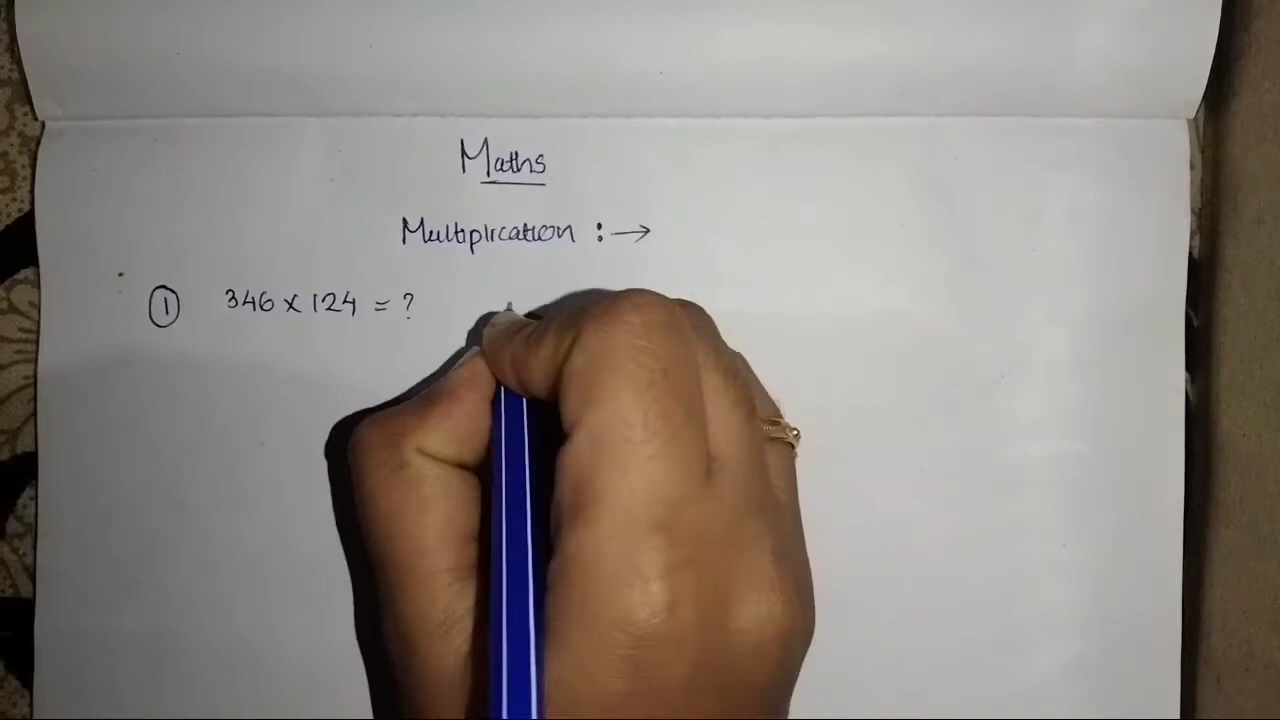 Maths
Multiplication :→
① 346 × 124 = ?